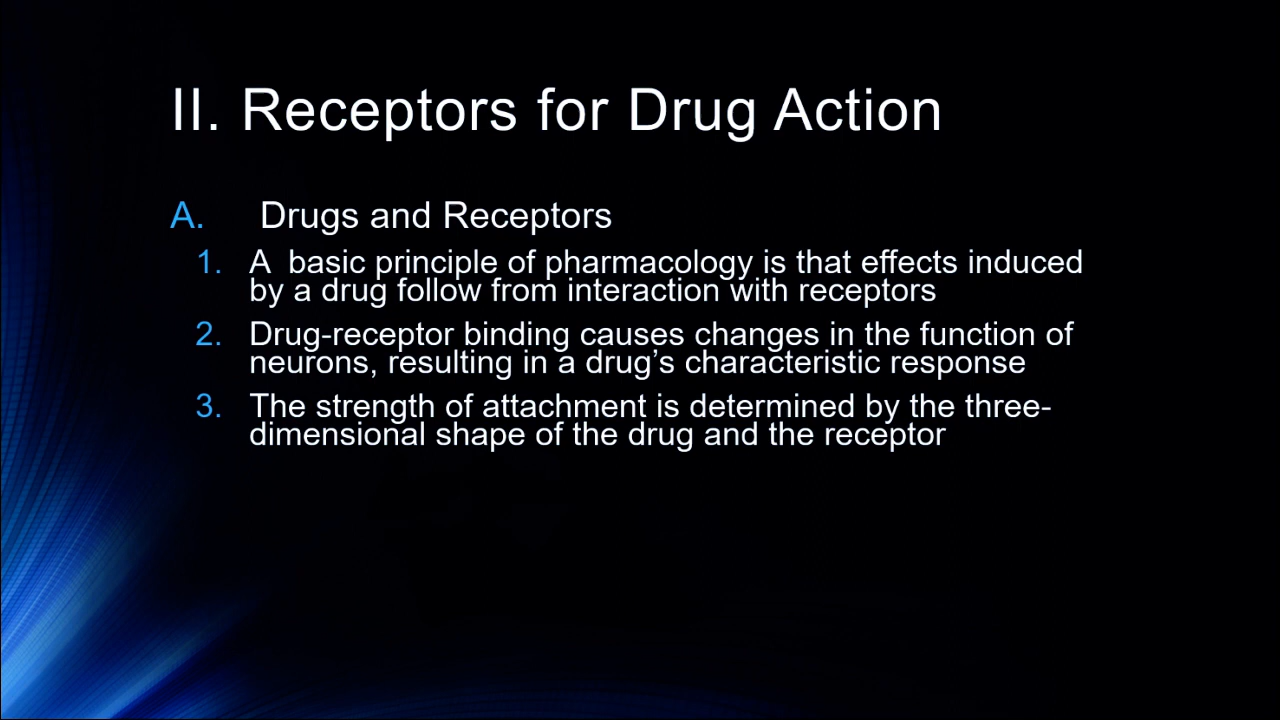 II. Receptors for Drug Action
A. Drugs and Receptors
1. A  basic principle of pharmacology is that effects induced
by a drug follow from interaction with receptors
2. Drug-receptor binding causes changes in the function of
neurons, resulting in a drug’s characteristic response
3. The strength of attachment is determined by the three-
dimensional shape of the drug and the receptor